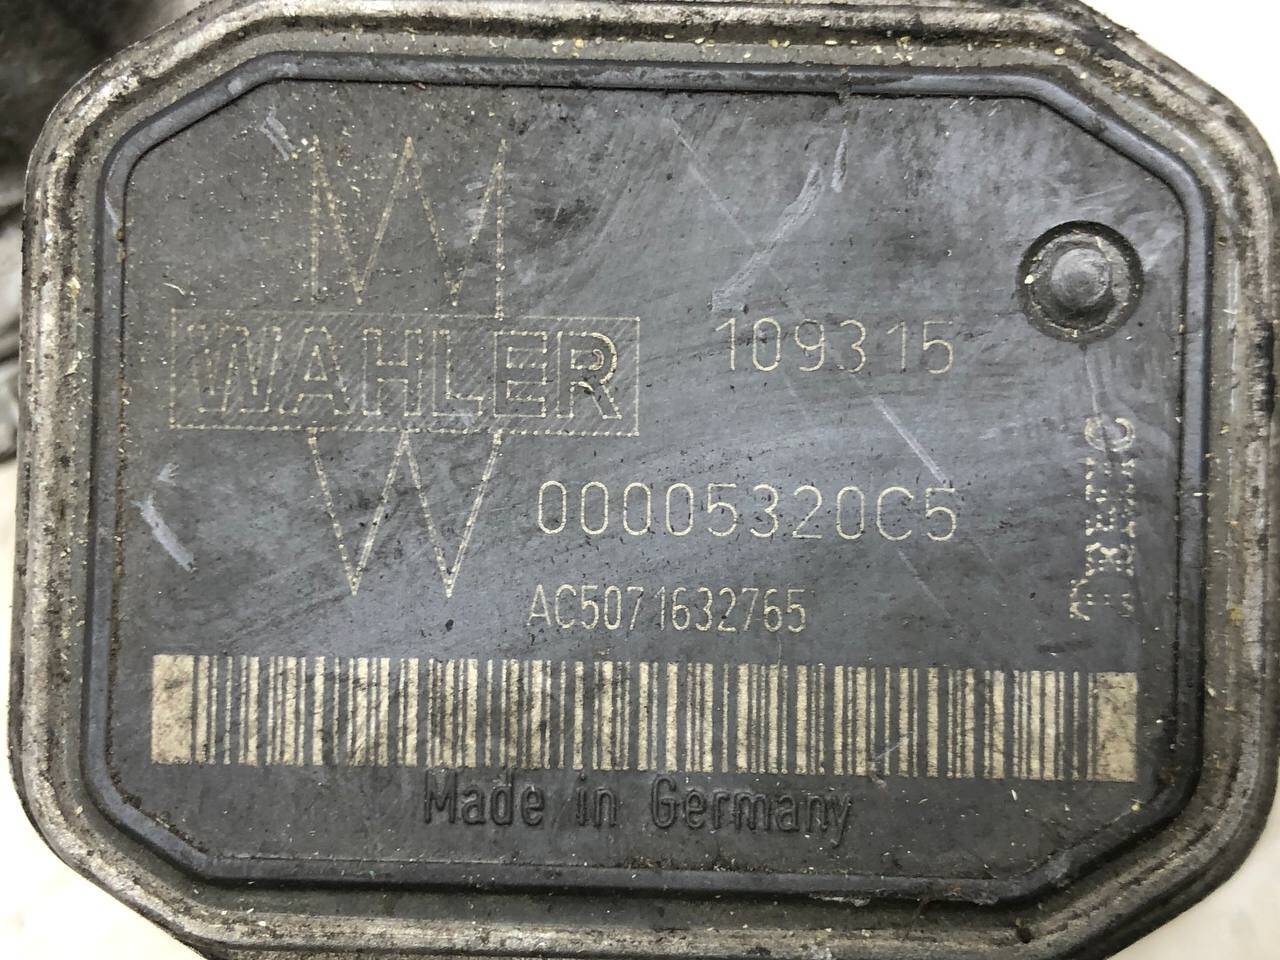 WAHLER
109315
00005320C5
AC5071632765
Made in Germany